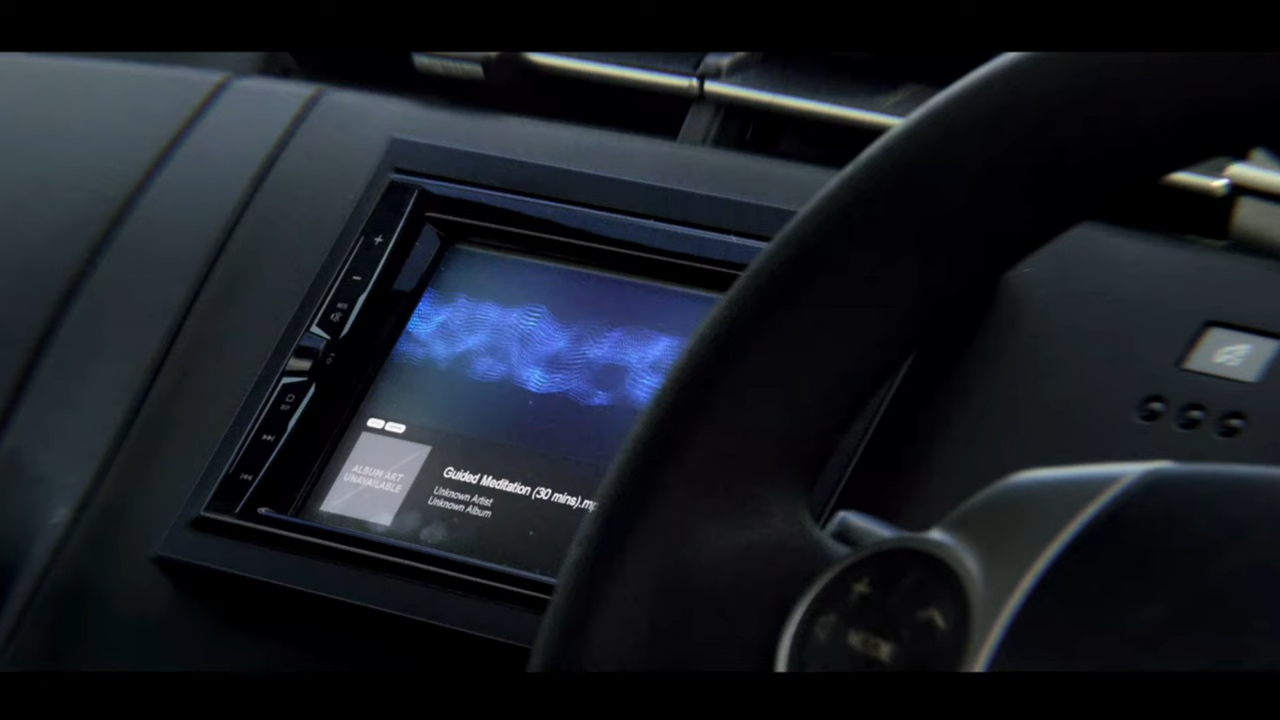 ALBUM ART
UNAVAILABLE
Guided Meditation (30 mins).mp
Unknown Artist
Unknown Album